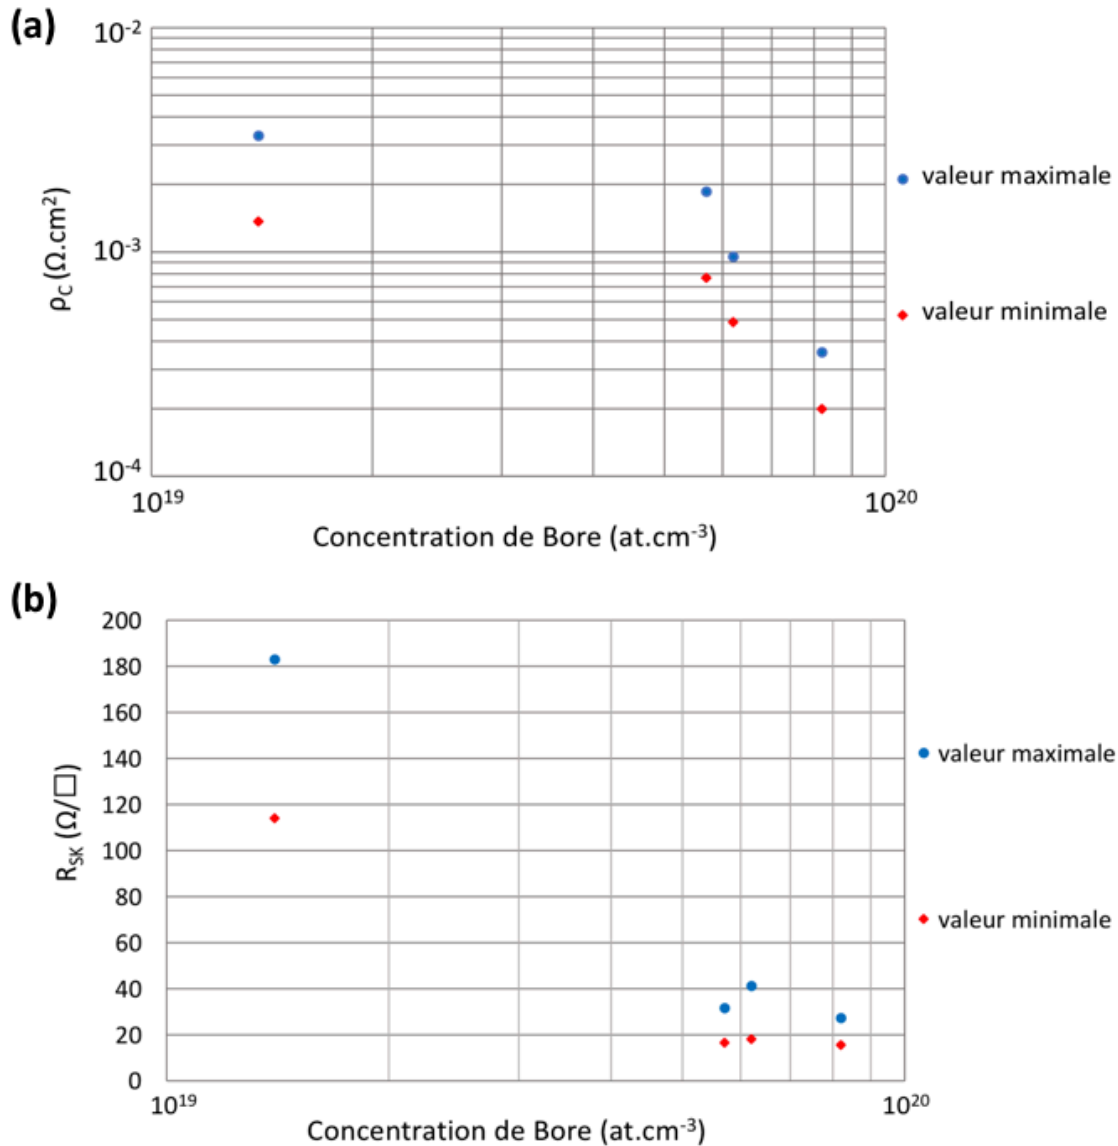 (a)
10⁻²
10⁻³
10⁻⁴
ρ_C (Ω.cm²)
10¹⁹
10²⁰
Concentration de Bore (at.cm⁻³)
valeur maximale
valeur minimale
(b)
200
180
160
140
120
100
80
60
40
20
0
R_SK (Ω/□)
10¹⁹
10²⁰
Concentration de Bore (at.cm⁻³)
valeur maximale
valeur minimale